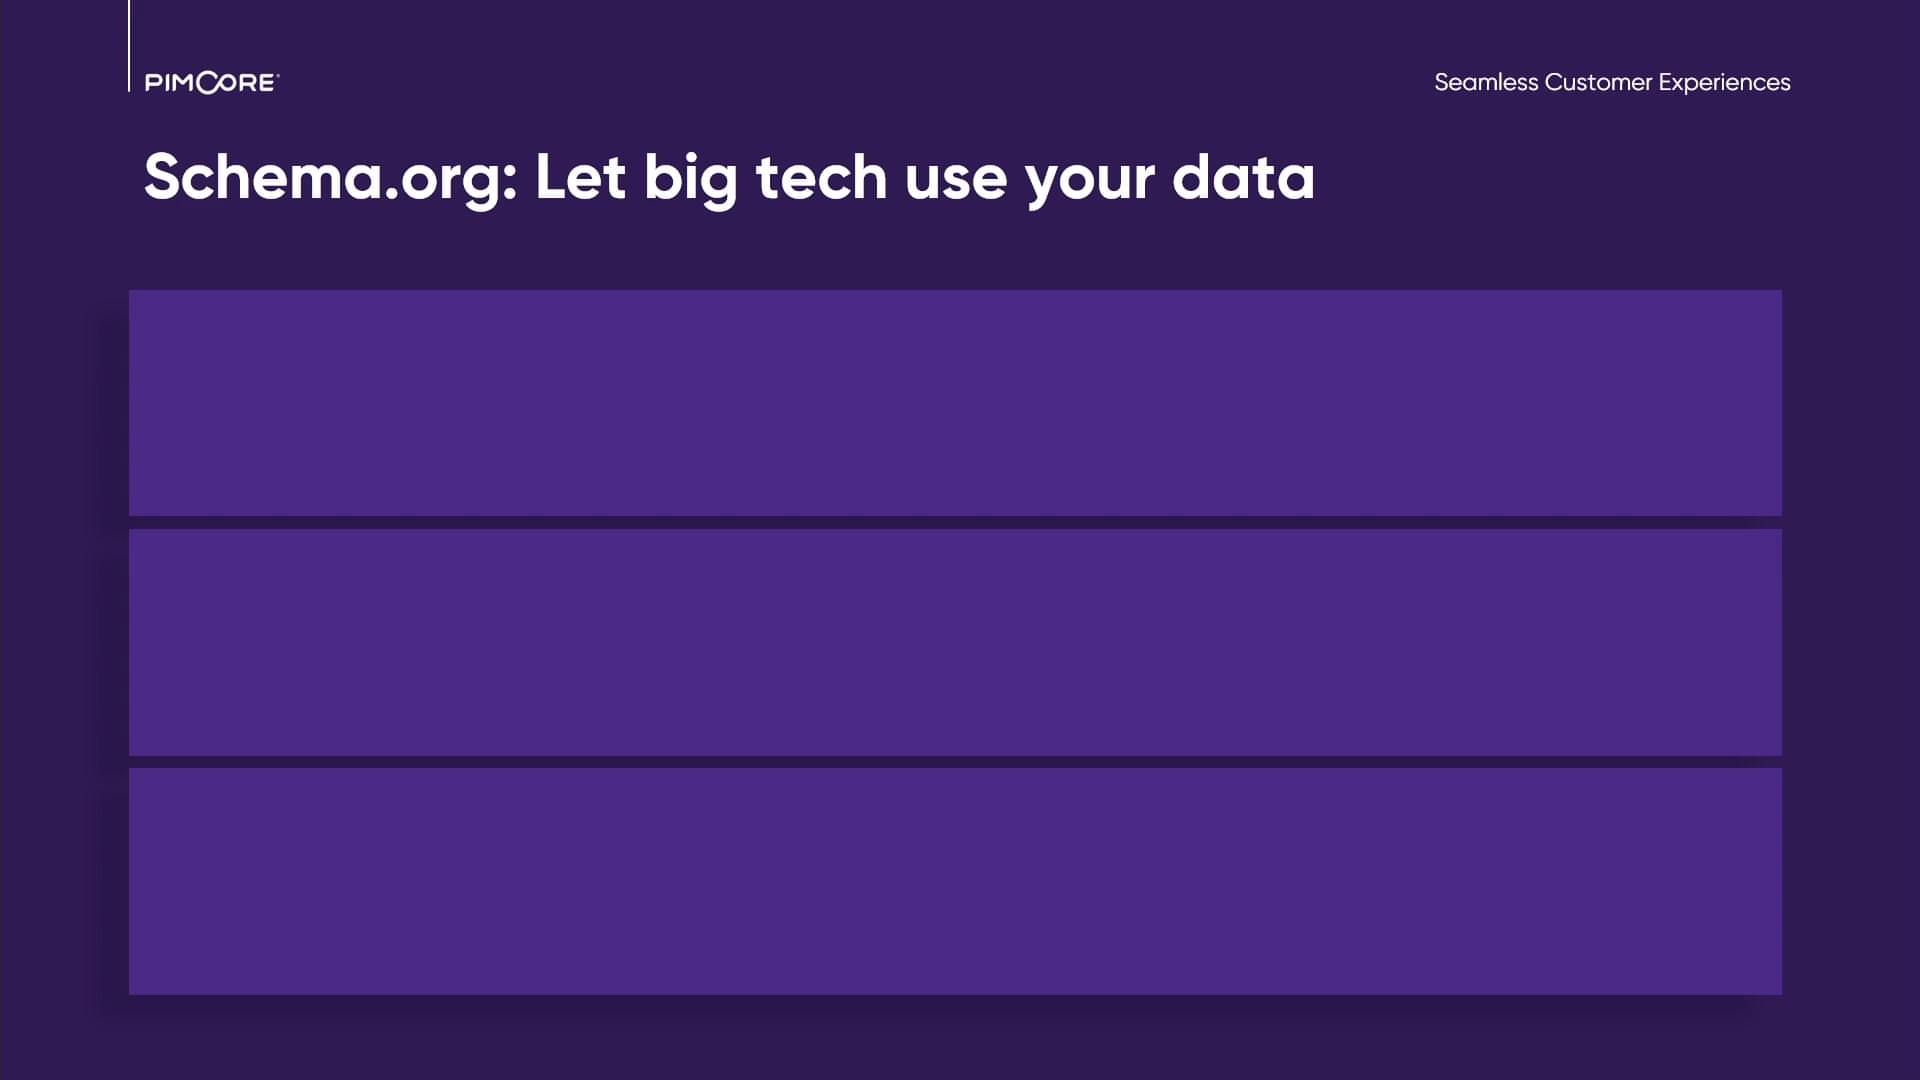 PIMCORE
Seamless Customer Experiences
Schema.org: Let big tech use your data